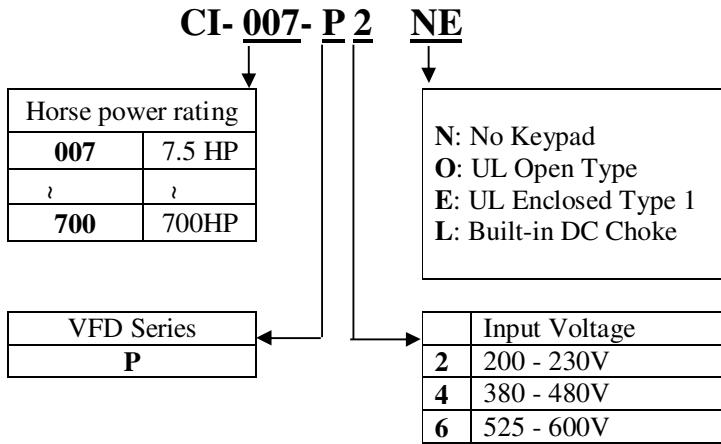 CI- 007- P 2 NE
Horse power rating
007 7.5 HP
~ ~
700 700HP
N: No Keypad
O: UL Open Type
E: UL Enclosed Type 1
L: Built-in DC Choke
VFD Series
P
Input Voltage
2 200 - 230V
4 380 - 480V
6 525 - 600V